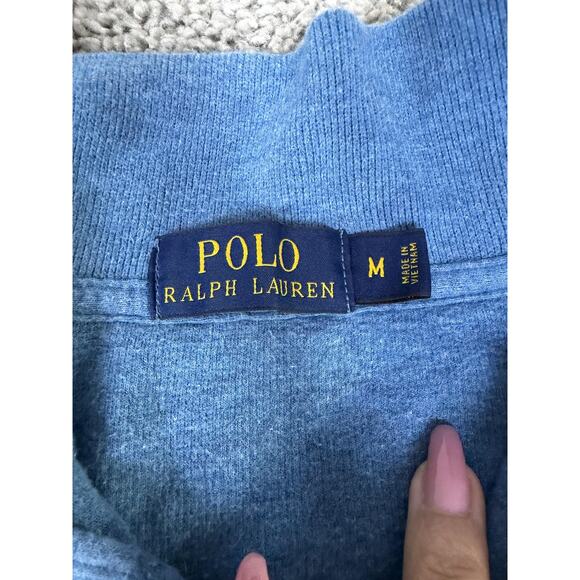 POLO
RALPH LAUREN
M
MADE IN
VIETNAM